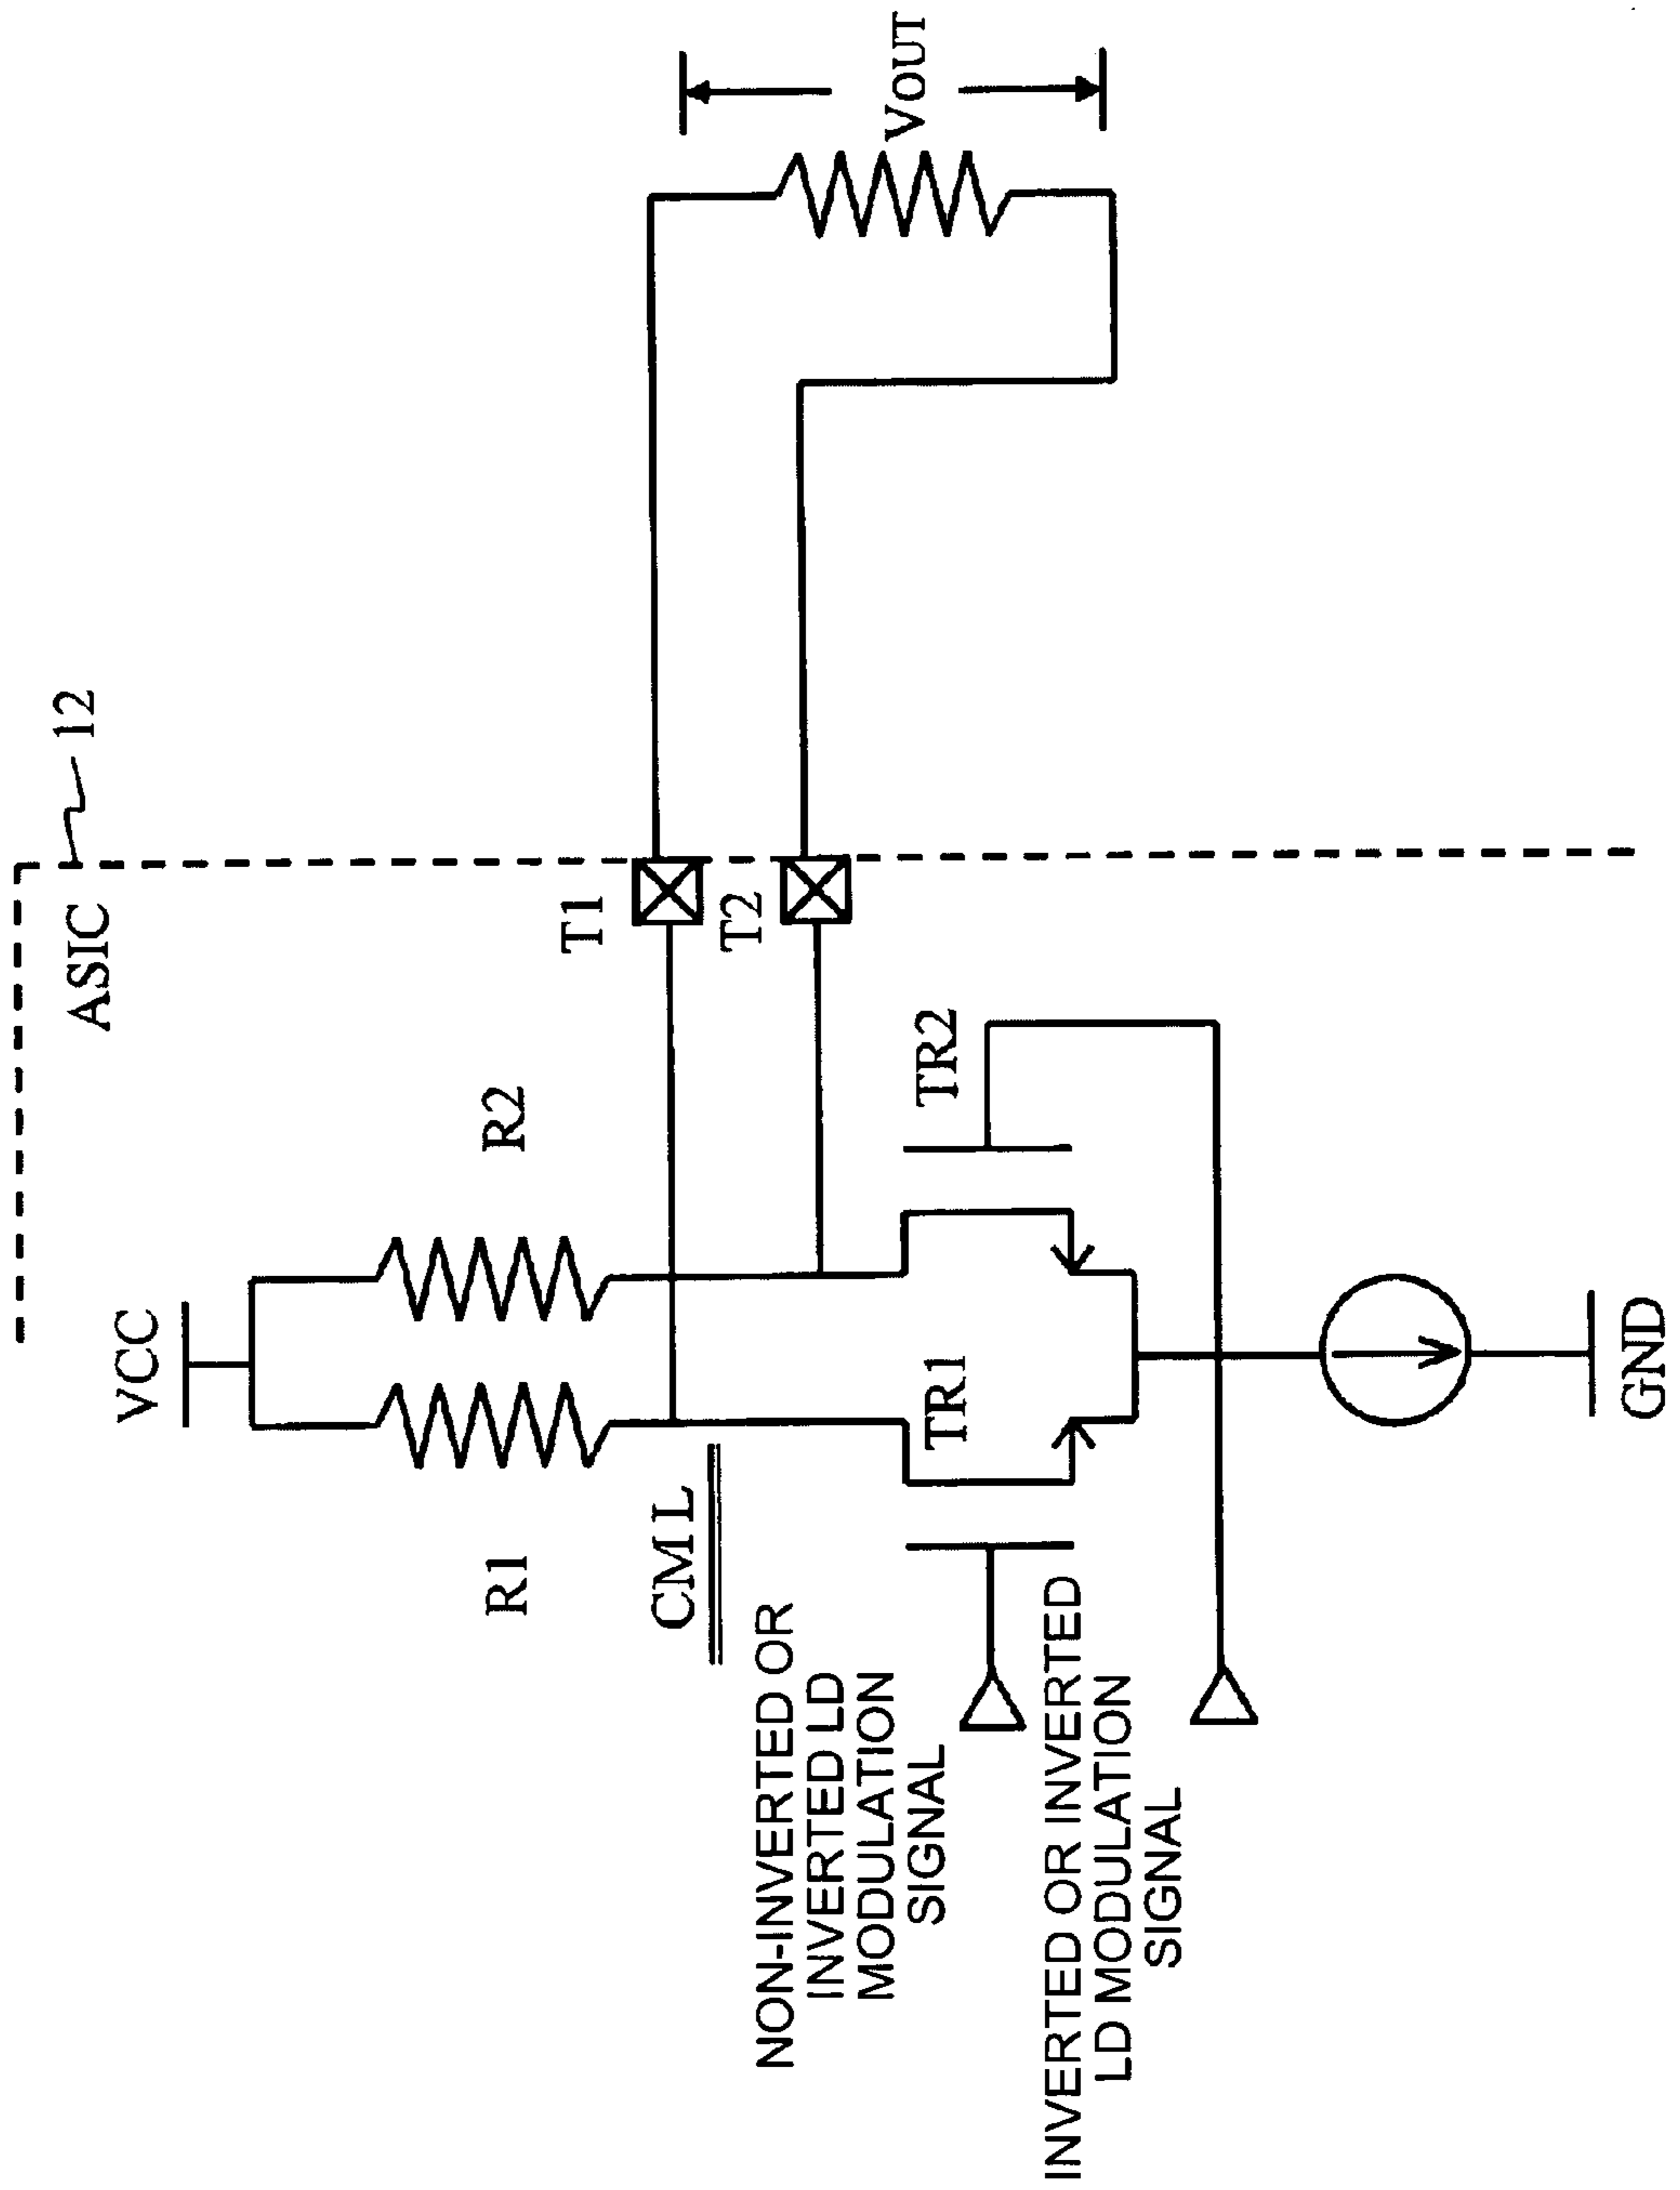 ASIC
12
VCC
R1
R2
CML
T1
T2
VOUT
NON-INVERTED OR
INVERTED LD
MODULATION
SIGNAL
TR1
TR2
INVERTED OR INVERTED
LD MODULATION
SIGNAL
GND